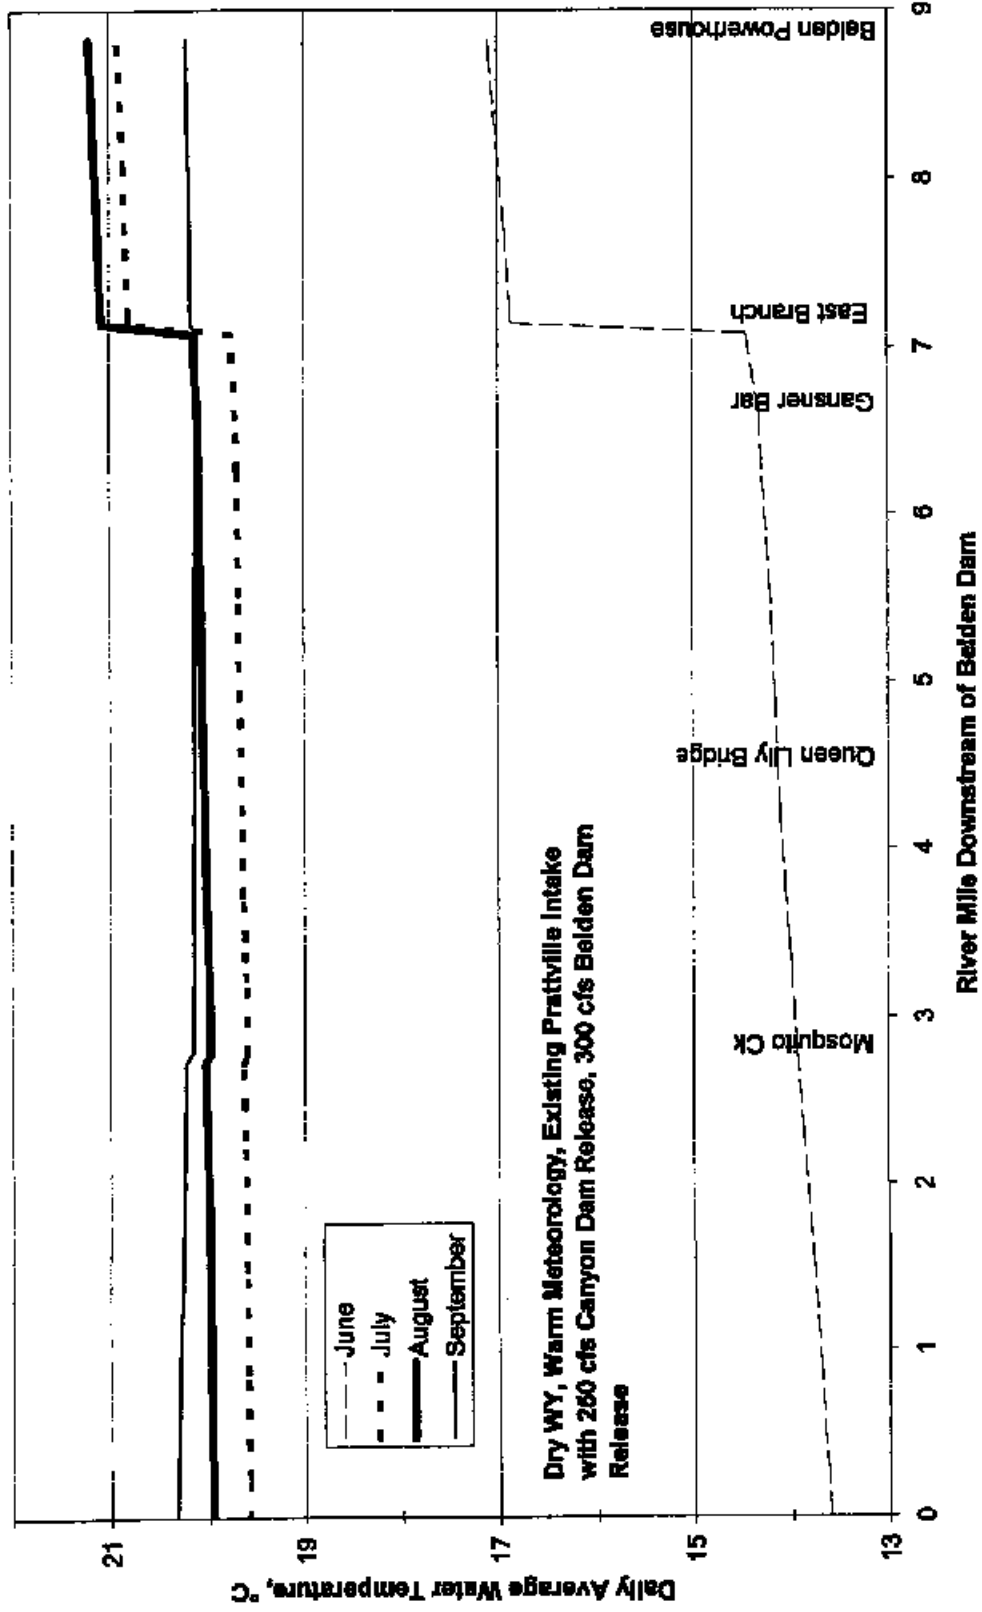 Daily Average Water Temperature, °C
21
19
17
15
13
June
July
August
September
Dry WY, Warm Meteorology, Existing Prattville Intake
with 250 cfs Canyon Dam Release, 300 cfs Belden Dam
Release
Mosquito Ck
Queen Lily Bridge
Gansner Bar
East Branch
Belden Powerhouse
0
1
2
3
4
5
6
7
8
9
River Mile Downstream of Belden Dam